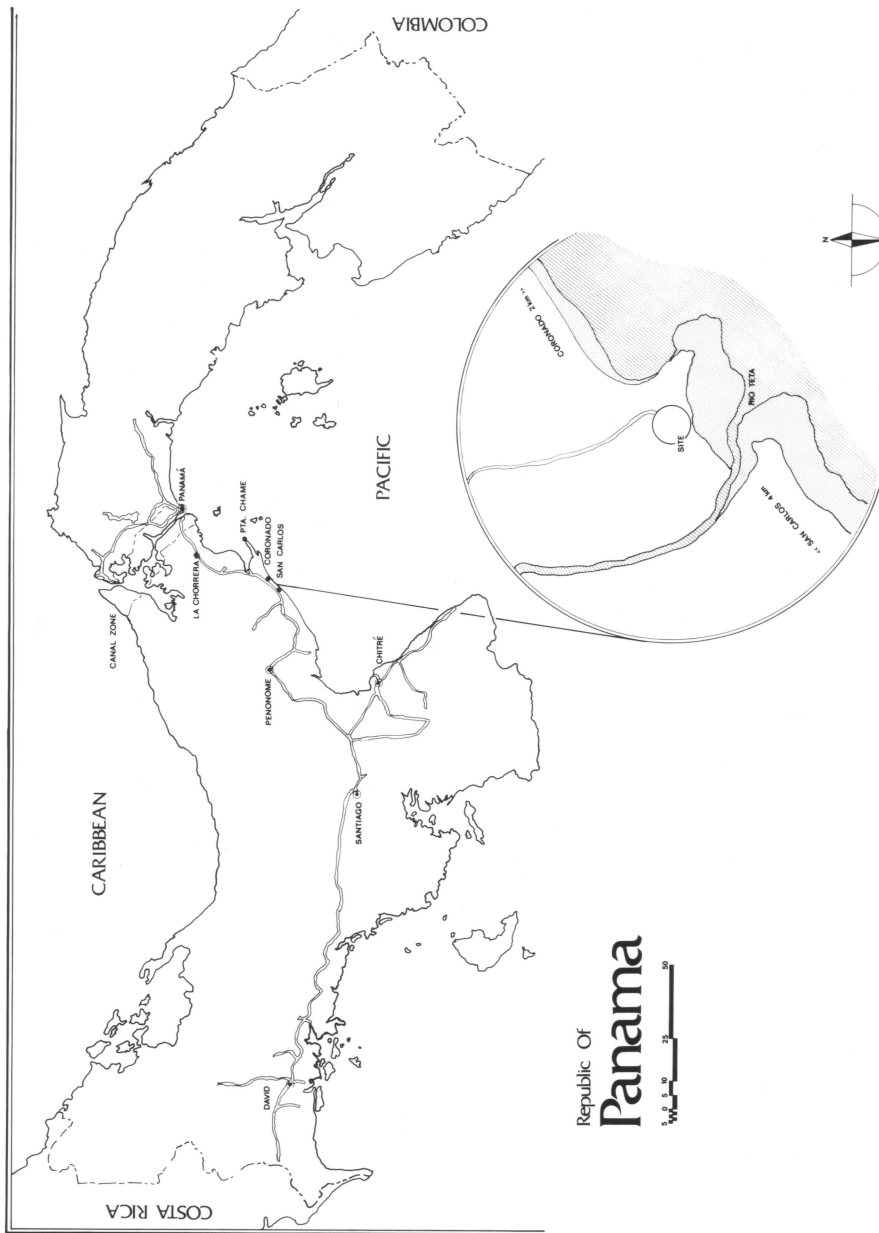 COSTA RICA
CARIBBEAN
COLOMBIA
CANAL ZONE
PANAMÁ
LA CHORRERA
PTA. CHAME
CORONADO
SAN CARLOS
PENONOME
CHITRÉ
SANTIAGO
DAVID
PACIFIC
CORONADO 2 km >>
SITE
RIO TETA
<< SAN CARLOS 4 km
N
Republic Of
Panama
5 0 5 10 25 50